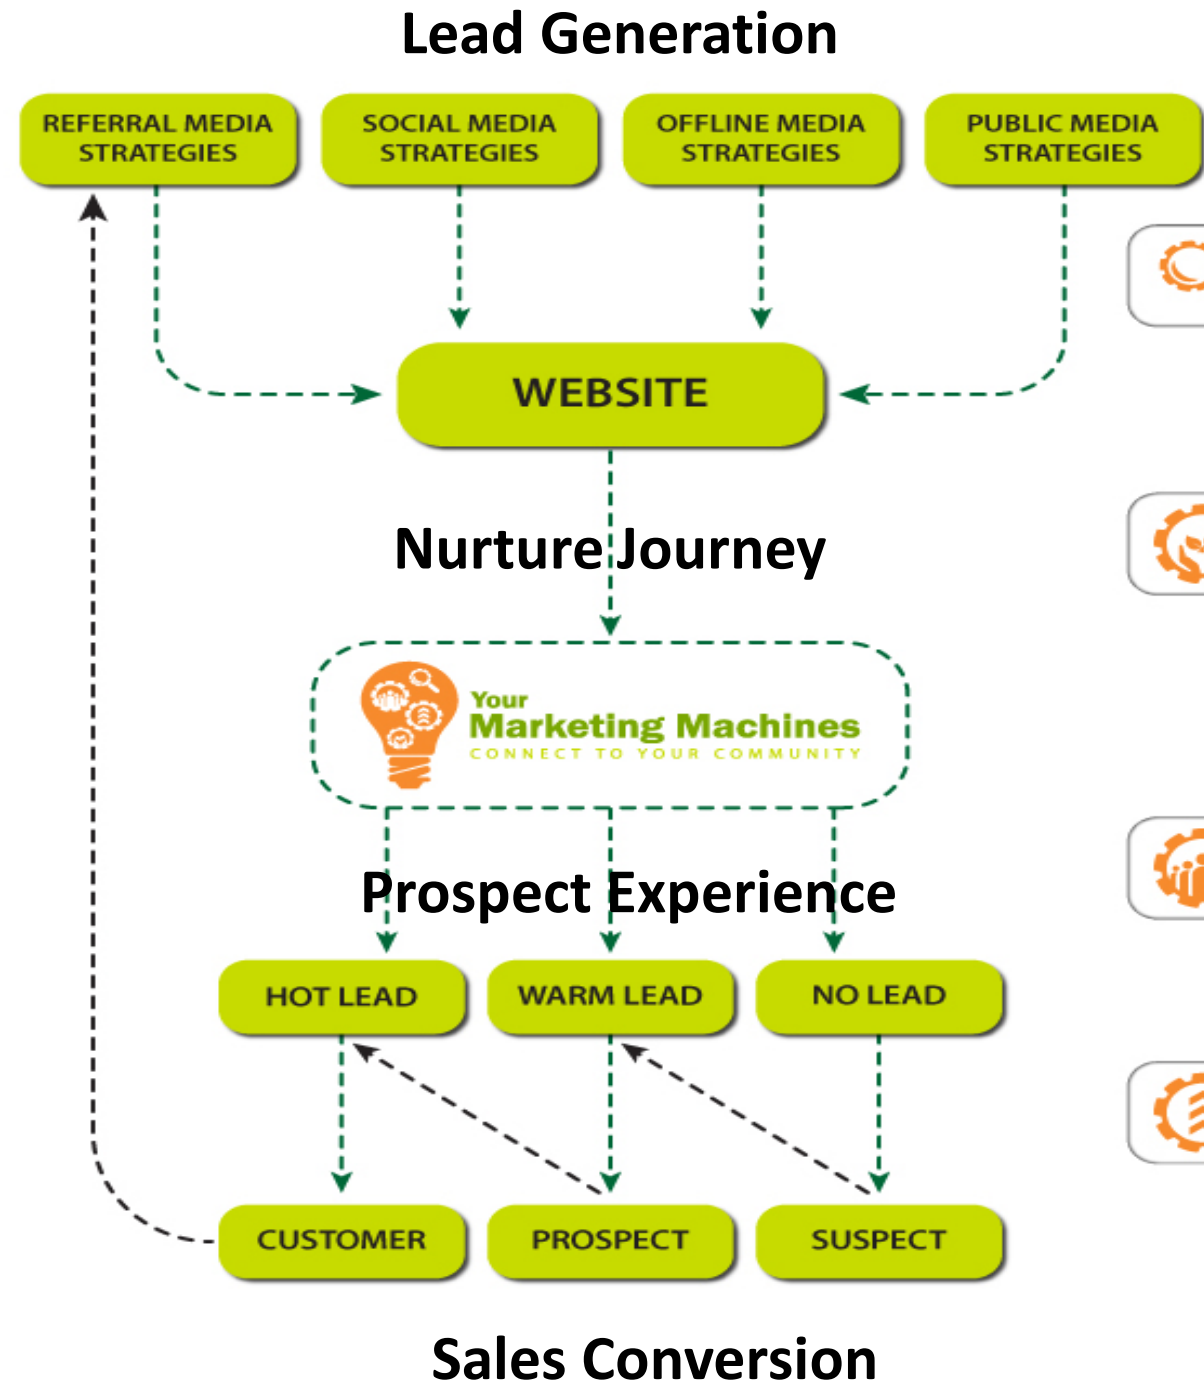 Lead Generation
REFERRAL MEDIA
STRATEGIES
SOCIAL MEDIA
STRATEGIES
OFFLINE MEDIA
STRATEGIES
PUBLIC MEDIA
STRATEGIES
WEBSITE
Nurture Journey
Your
Marketing Machines
CONNECT TO YOUR COMMUNITY
Prospect Experience
HOT LEAD
WARM LEAD
NO LEAD
CUSTOMER
PROSPECT
SUSPECT
Sales Conversion